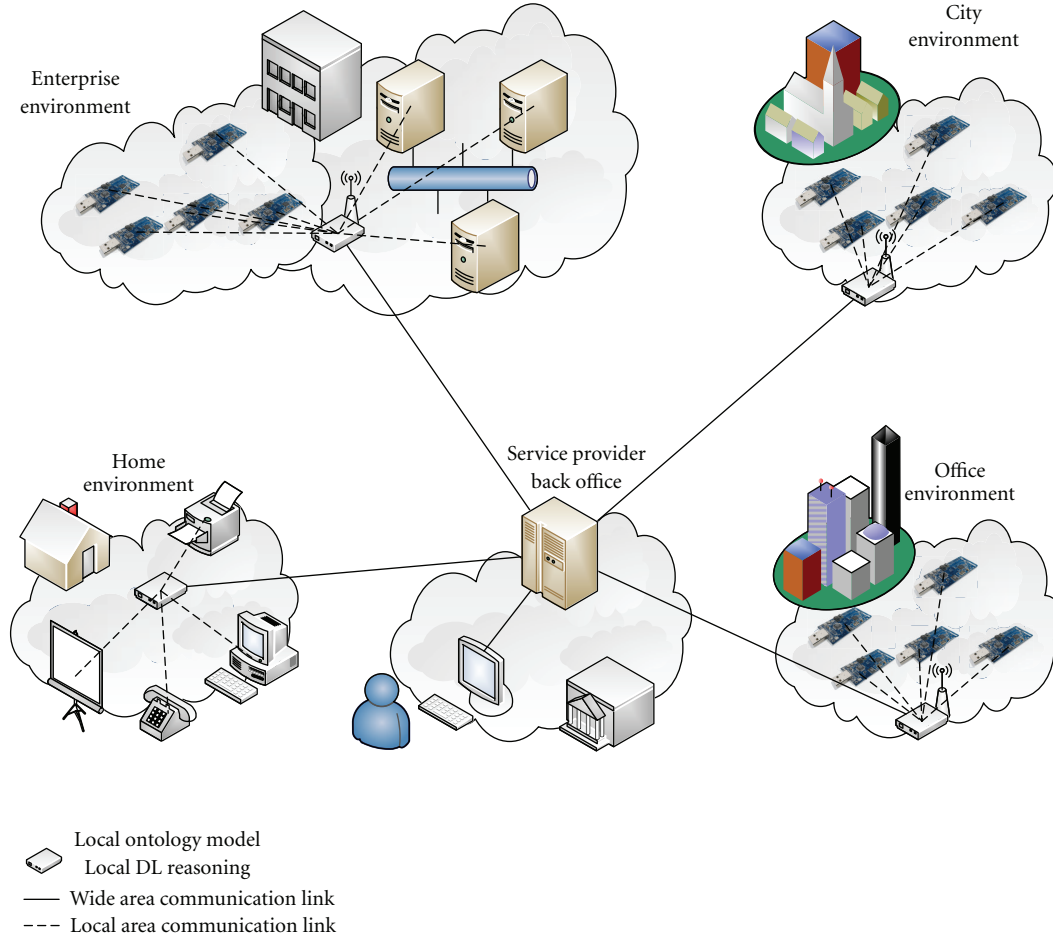 Enterprise
environment
City
environment
Home
environment
Service provider
back office
Office
environment
Local ontology model
Local DL reasoning
Wide area communication link
Local area communication link